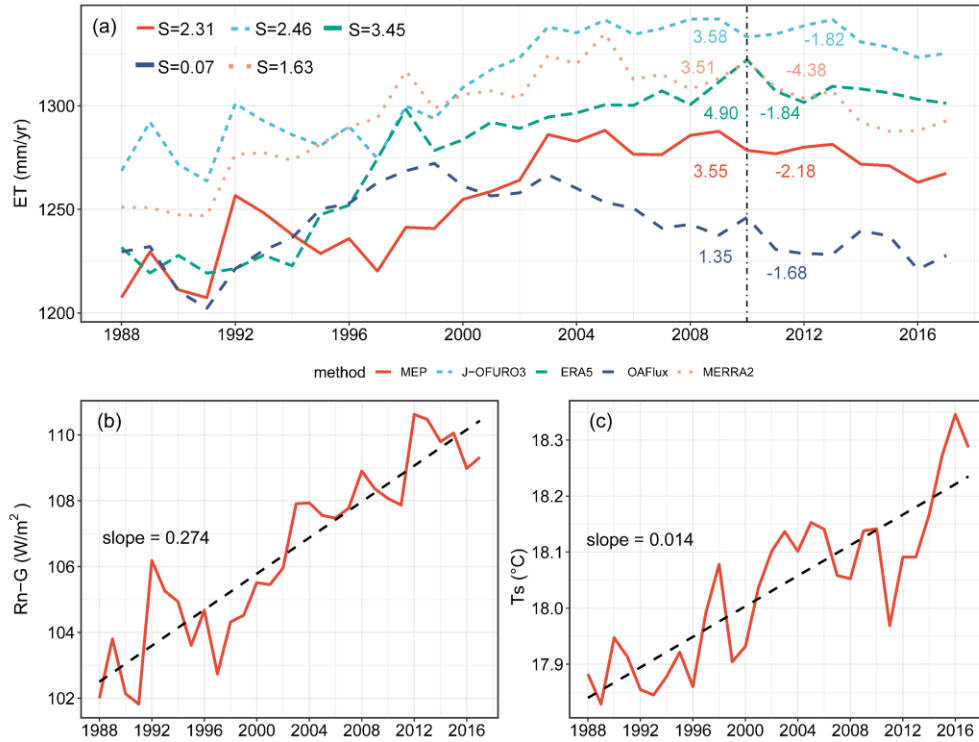 (a)
S=2.31 S=2.46 S=3.45
S=0.07 S=1.63
3.58 -1.82
3.51 -4.38
4.90 -1.84
3.55 -2.18
1.35 -1.68
ET (mm/yr)
1300
1250
1200
1988 1992 1996 2000 2004 2008 2012 2016
method MEP J-OFURO3 ERA5 OAFlux MERRA2
(b)
slope = 0.274
Rn−G (W/m²)
110
108
106
104
102
1988 1992 1996 2000 2004 2008 2012 2016
(c)
slope = 0.014
Ts (°C)
18.3
18.2
18.1
18.0
17.9
1988 1992 1996 2000 2004 2008 2012 2016